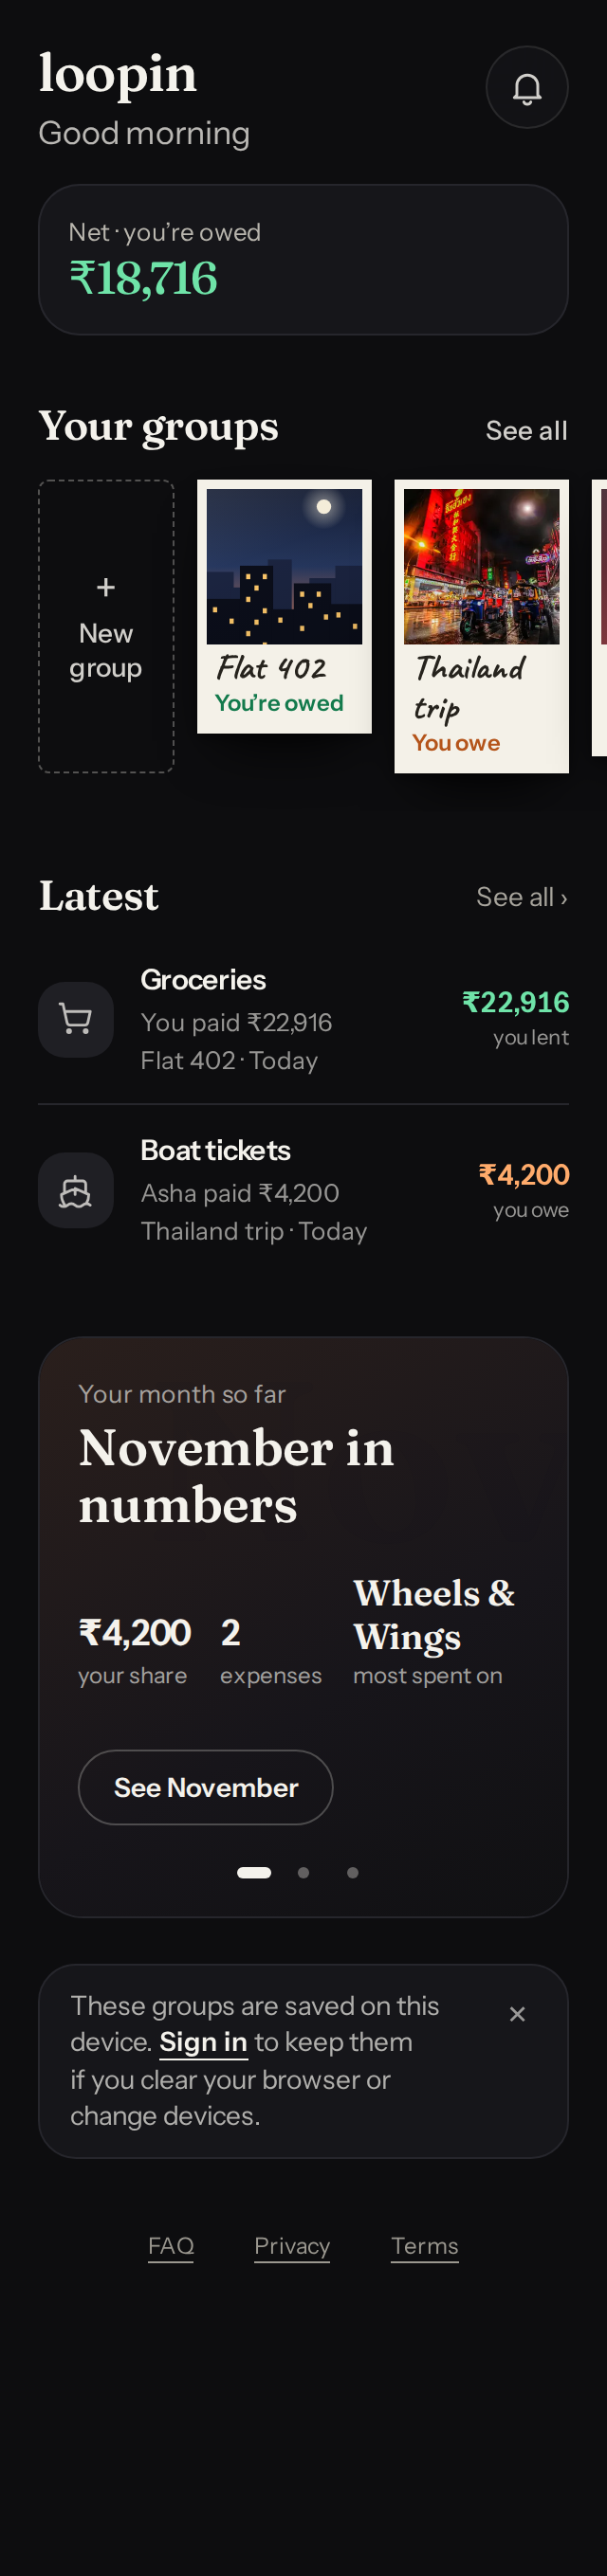 loopin
Good morning
Net · you’re owed
₹18,716
Your groups
See all
+
New
group
Flat 402
You’re owed
Thailand
trip
You owe
Latest
See all ›
Groceries
You paid ₹22,916
Flat 402 · Today
₹22,916
you lent
Boat tickets
Asha paid ₹4,200
Thailand trip · Today
₹4,200
you owe
Your month so far
November in
numbers
₹4,200
your share
2
expenses
Wheels &
Wings
most spent on
See November
These groups are saved on this
device. Sign in to keep them
if you clear your browser or
change devices.
×
FAQ
Privacy
Terms